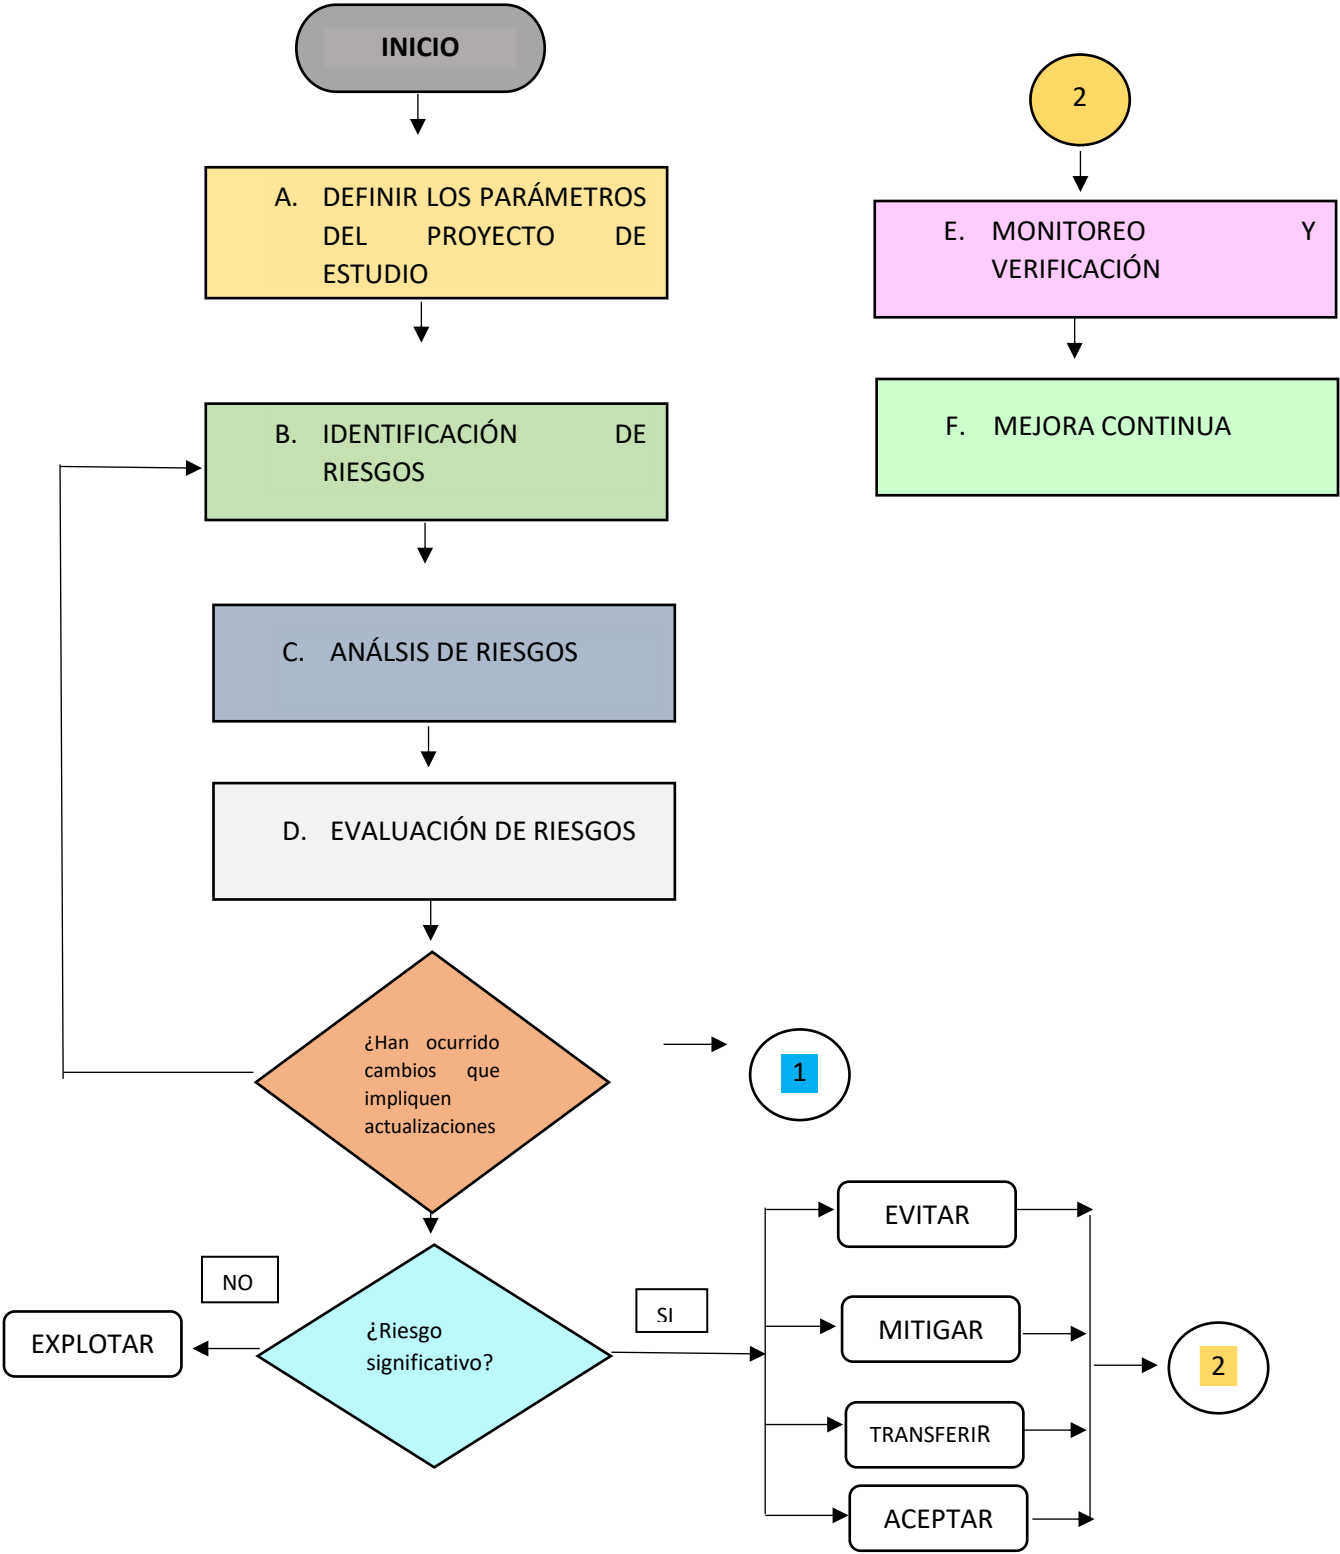 INICIO
A. DEFINIR LOS PARÁMETROS
DEL PROYECTO DE
ESTUDIO
B. IDENTIFICACIÓN DE
RIESGOS
C. ANÁLSIS DE RIESGOS
D. EVALUACIÓN DE RIESGOS
¿Han ocurrido
cambios que
impliquen
actualizaciones
1
NO
EXPLOTAR
¿Riesgo
significativo?
SI
EVITAR
MITIGAR
TRANSFERIR
ACEPTAR
2
2
E. MONITOREO Y
VERIFICACIÓN
F. MEJORA CONTINUA